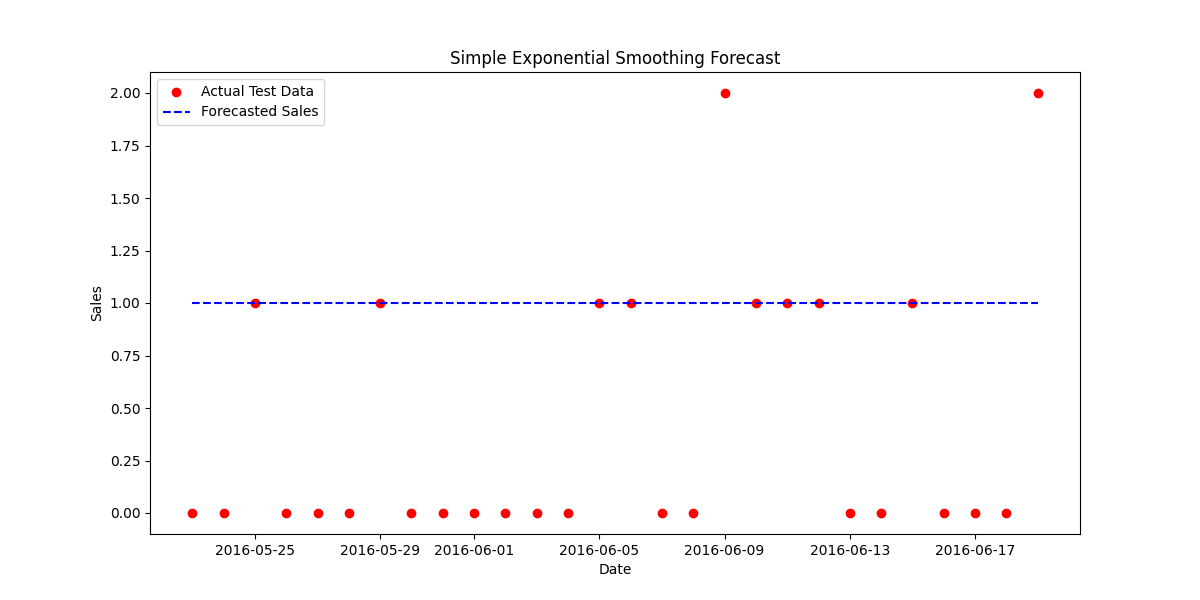 Simple Exponential Smoothing Forecast
Actual Test Data
Forecasted Sales
2.00
1.75
1.50
1.25
1.00
0.75
0.50
0.25
0.00
Sales
2016-05-25 2016-05-29 2016-06-01 2016-06-05 2016-06-09 2016-06-13 2016-06-17
Date